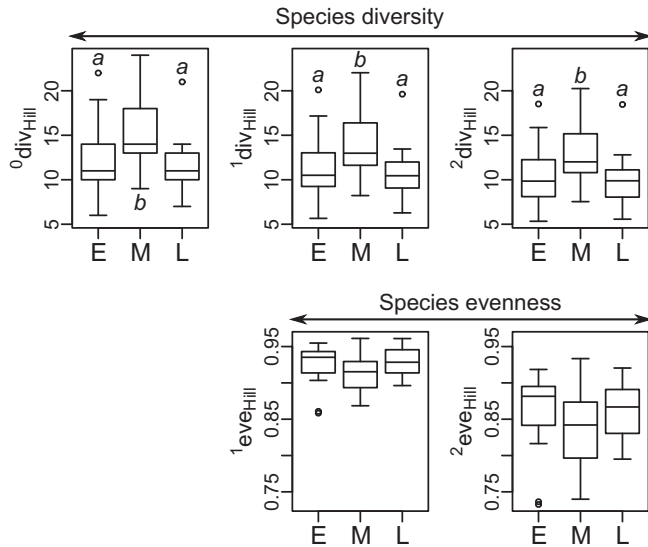 Species diversity
⁰div_Hill
5 10 15 20
a a
b
E M L
¹div_Hill
5 10 15 20
a b a
E M L
²div_Hill
5 10 15 20
a b a
E M L
Species evenness
¹eve_Hill
0.75 0.85 0.95
E M L
²eve_Hill
0.75 0.85 0.95
E M L